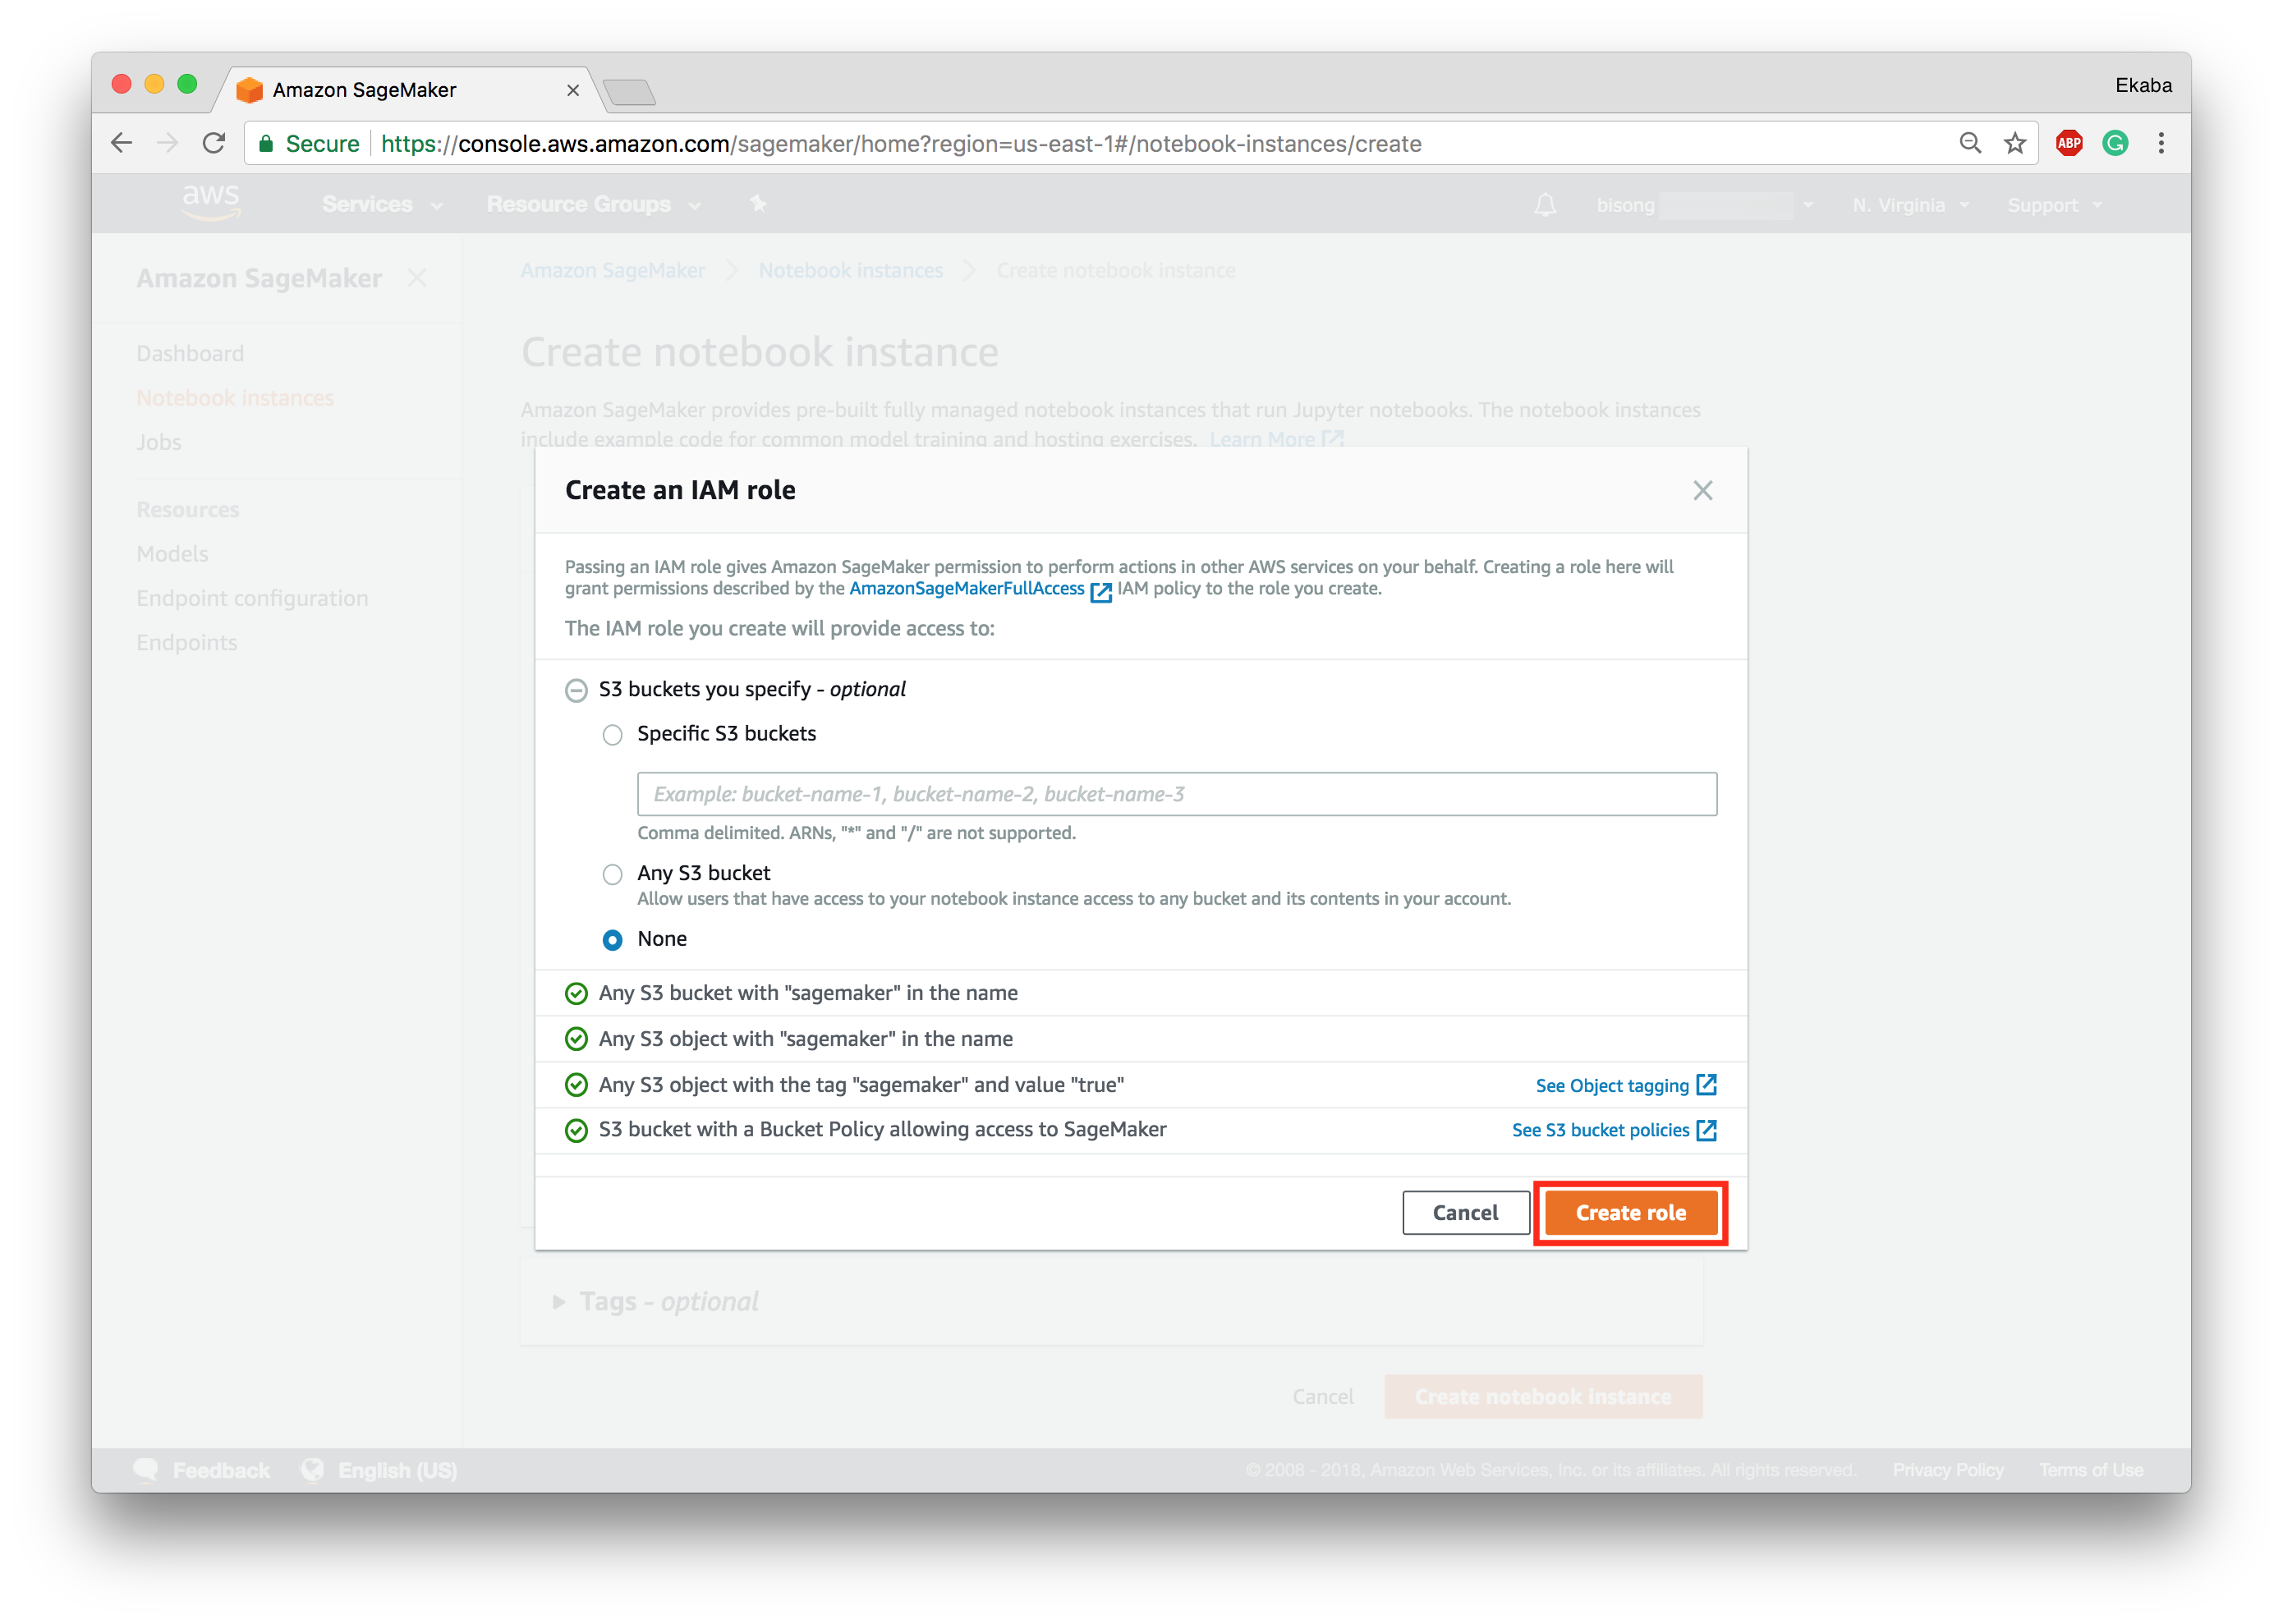 Amazon SageMaker
Ekaba
Secure
https://console.aws.amazon.com/sagemaker/home?region=us-east-1#/notebook-instances/create
ABP
G
aws
Services
Resource Groups
bisong
N. Virginia
Support
Amazon SageMaker
Dashboard
Notebook instances
Jobs
Resources
Models
Endpoint configuration
Endpoints
Amazon SageMaker
Notebook instances
Create notebook instance
Create notebook instance
Amazon SageMaker provides pre-built fully managed notebook instances that run Jupyter notebooks. The notebook instances
include example code for common model training and hosting exercises. Learn More
Create an IAM role
Passing an IAM role gives Amazon SageMaker permission to perform actions in other AWS services on your behalf. Creating a role here will
grant permissions described by the AmazonSageMakerFullAccess IAM policy to the role you create.
The IAM role you create will provide access to:
S3 buckets you specify - optional
Specific S3 buckets
Example: bucket-name-1, bucket-name-2, bucket-name-3
Comma delimited. ARNs, "*" and "/" are not supported.
Any S3 bucket
Allow users that have access to your notebook instance access to any bucket and its contents in your account.
None
Any S3 bucket with "sagemaker" in the name
Any S3 object with "sagemaker" in the name
Any S3 object with the tag "sagemaker" and value "true"
See Object tagging
S3 bucket with a Bucket Policy allowing access to SageMaker
See S3 bucket policies
Cancel
Create role
Tags - optional
Cancel
Create notebook instance
Feedback
English (US)
© 2008 - 2018, Amazon Web Services, Inc. or its affiliates. All rights reserved.
Privacy Policy
Terms of Use